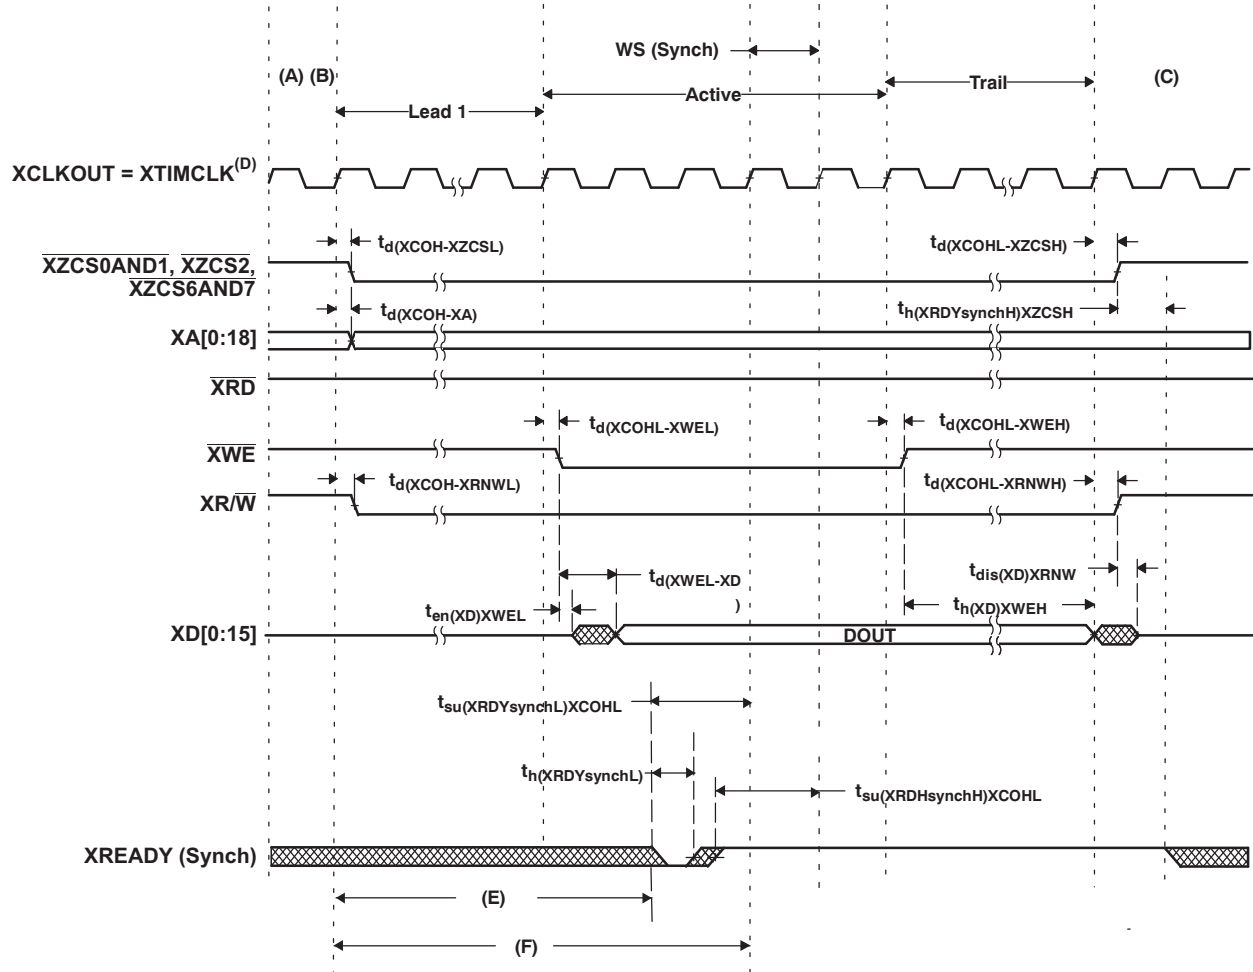 WS (Synch)
(A) (B)
(C)
Trail
Active
Lead 1
XCLKOUT = XTIMCLK(D)
td(XCOH-XZCSL)
td(XCOHL-XZCSH)
XZCS0AND1, XZCS2,
XZCS6AND7
td(XCOH-XA)
th(XRDYsynchH)XZCSH
XA[0:18]
XRD
td(XCOHL-XWEL)
td(XCOHL-XWEH)
XWE
td(XCOH-XRNWL)
td(XCOHL-XRNWH)
XR/W
td(XWEL-XD
)
tdis(XD)XRNW
ten(XD)XWEL
th(XD)XWEH
XD[0:15]
DOUT
tsu(XRDYsynchL)XCOHL
th(XRDYsynchL)
tsu(XRDHsynchH)XCOHL
XREADY (Synch)
(E)
(F)